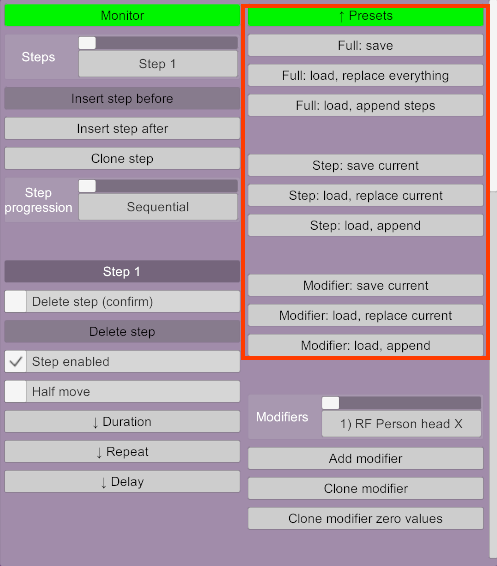 Monitor
Steps
Step 1
Insert step before
Insert step after
Clone step
Step
progression
Sequential
Step 1
Delete step (confirm)
Delete step
Step enabled
Half move
↓ Duration
↓ Repeat
↓ Delay
↑ Presets
Full: save
Full: load, replace everything
Full: load, append steps
Step: save current
Step: load, replace current
Step: load, append
Modifier: save current
Modifier: load, replace current
Modifier: load, append
Modifiers
1) RF Person head X
Add modifier
Clone modifier
Clone modifier zero values